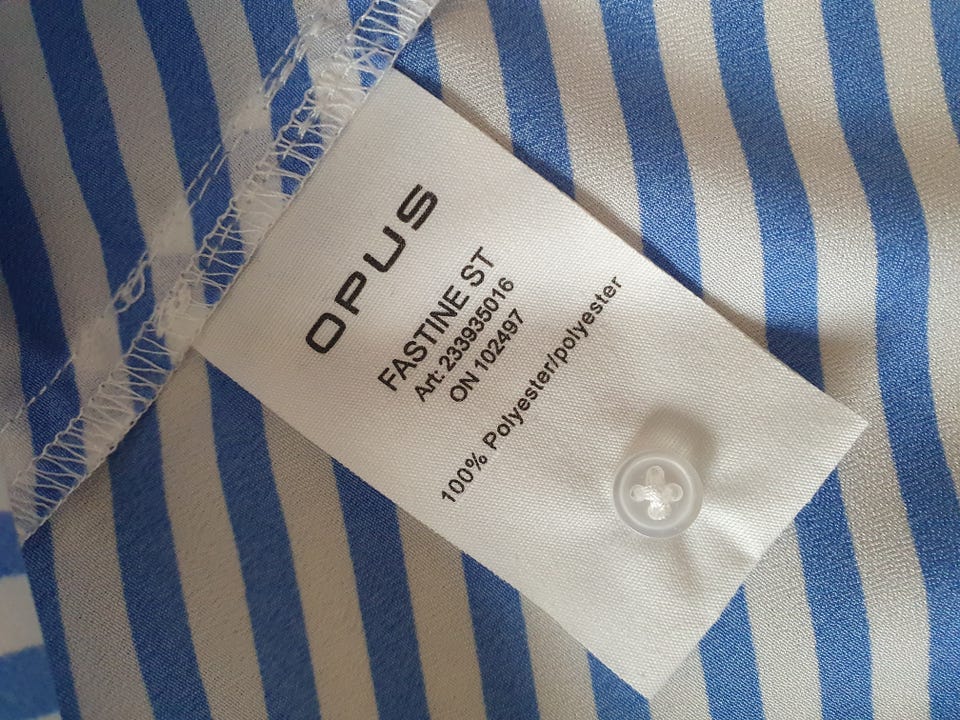 OPUS
FASTINE ST
Art: 233935016
ON 102497
100% Polyester/polyester